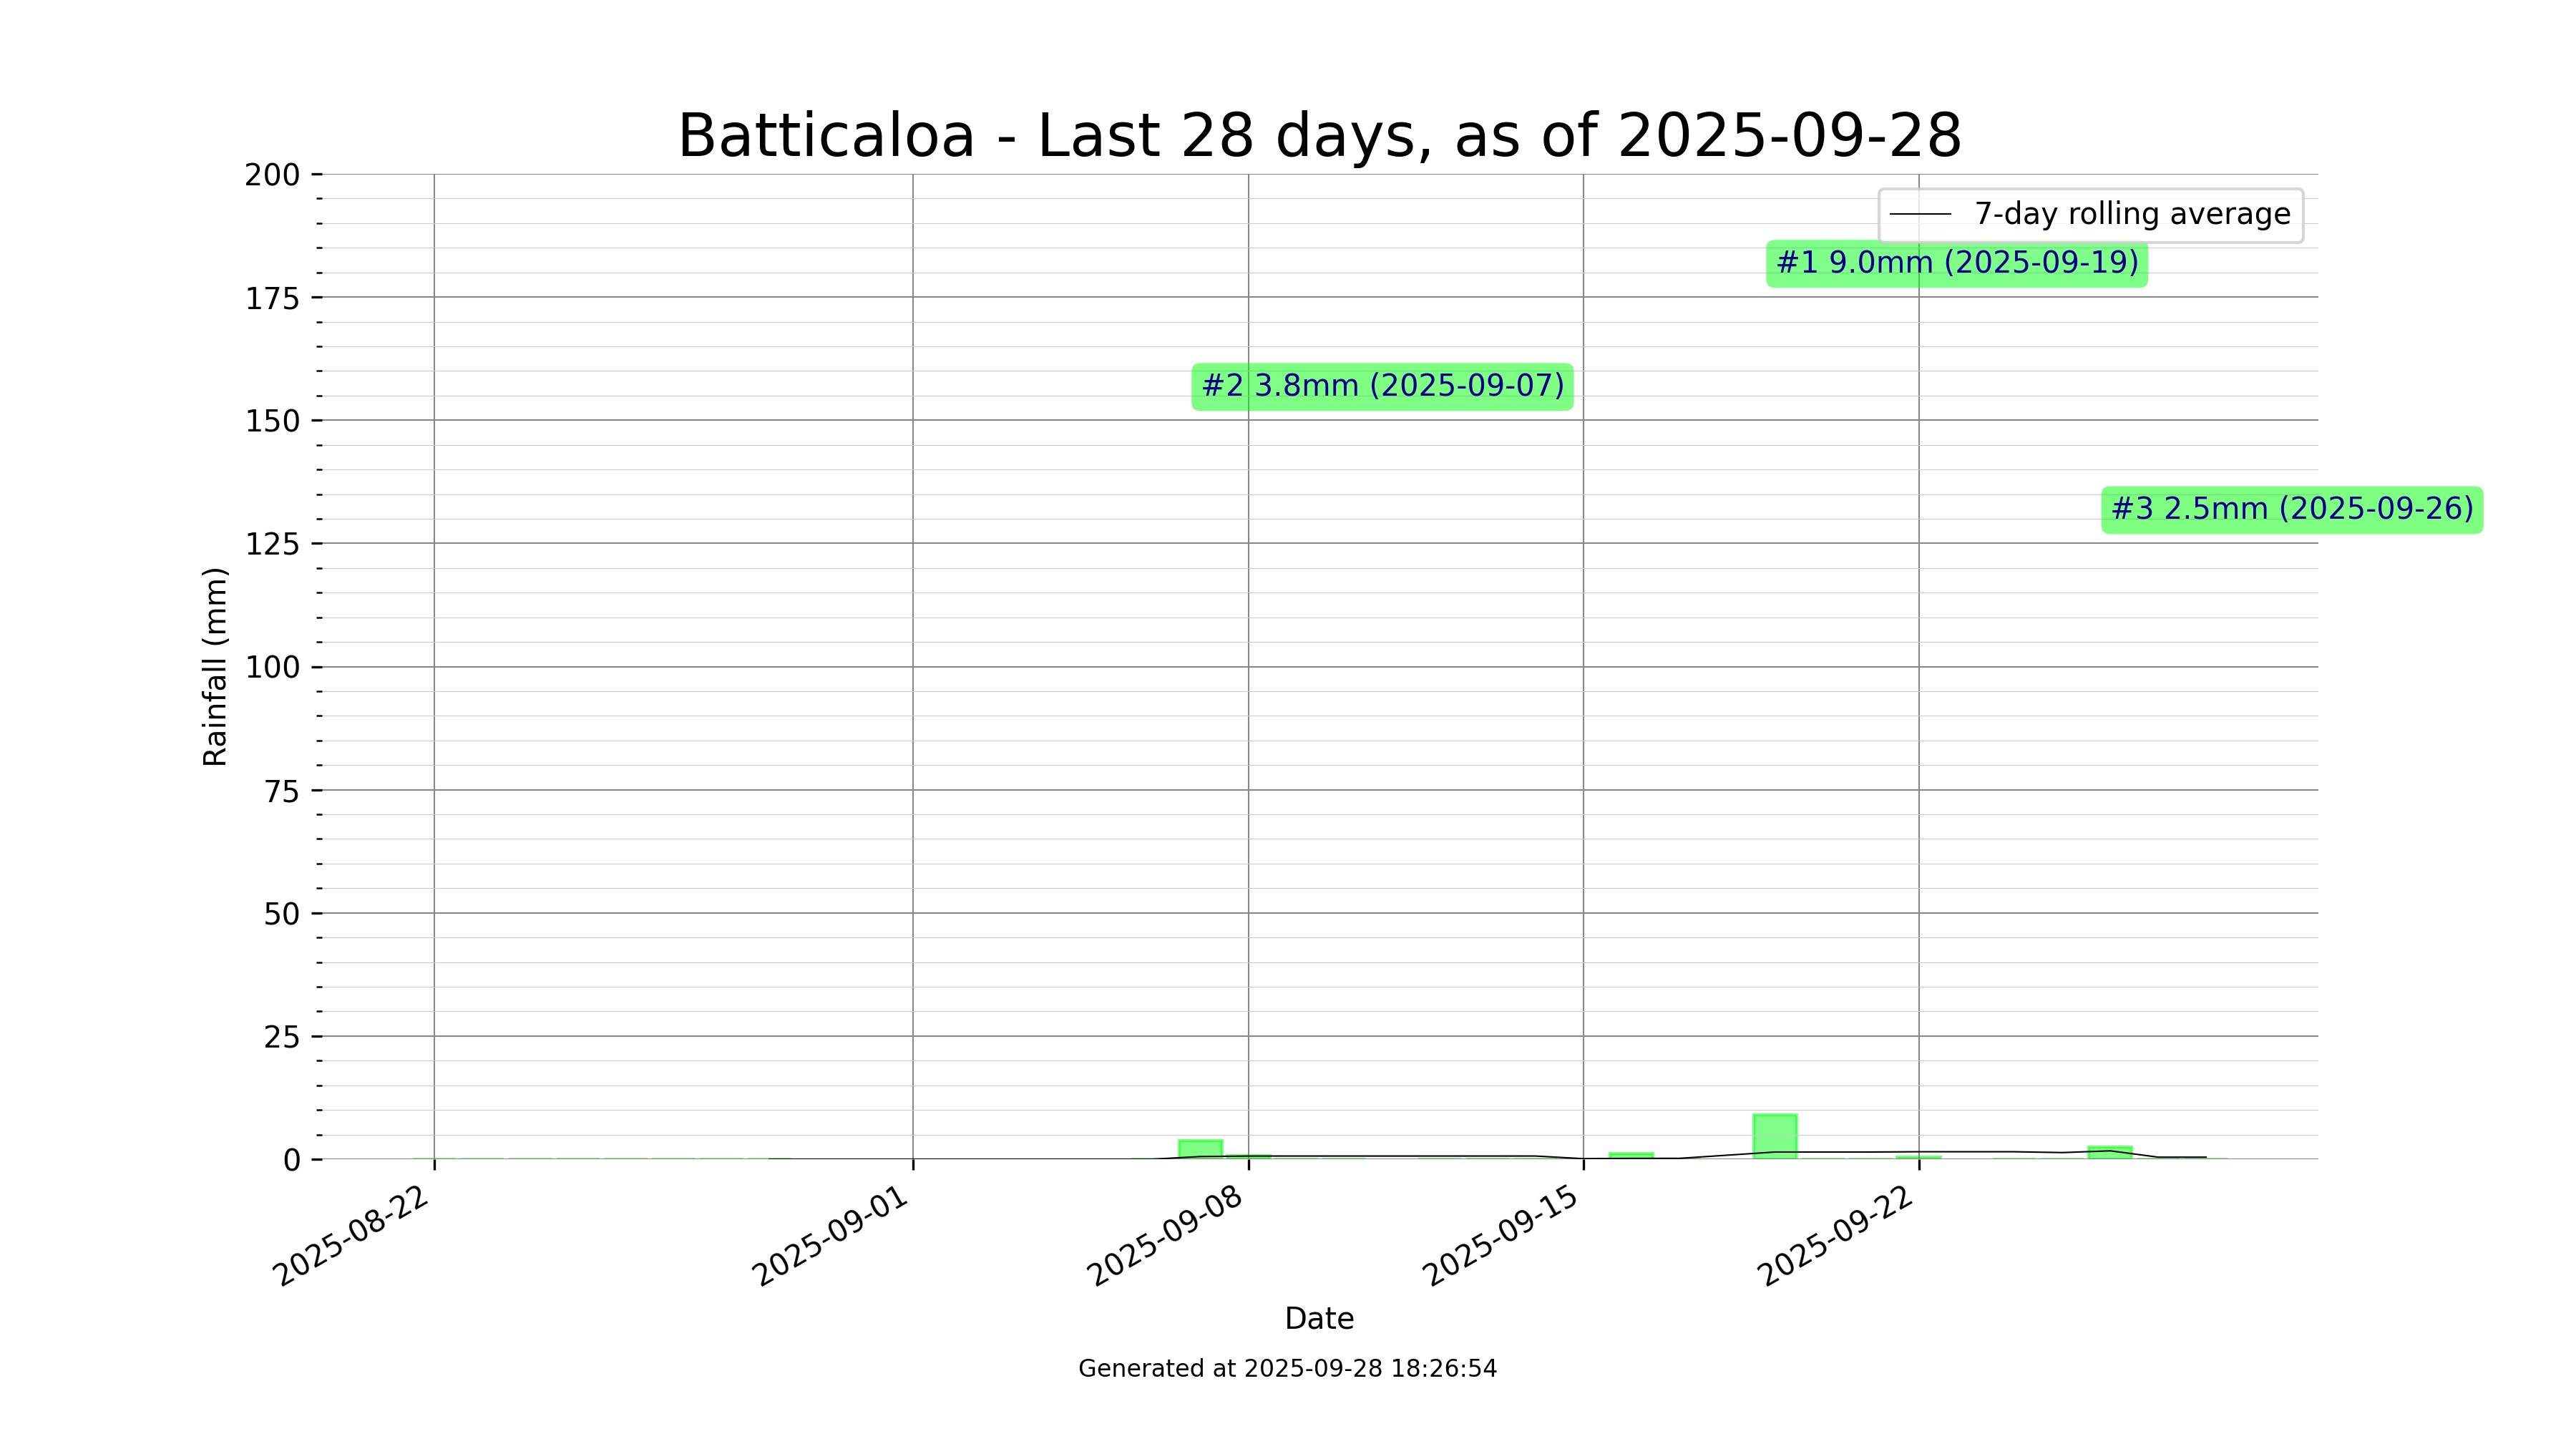 Batticaloa - Last 28 days, as of 2025-09-28
200
7-day rolling average
#1 9.0mm (2025-09-19)
175
#2 3.8mm (2025-09-07)
150
#3 2.5mm (2025-09-26)
125
Rainfall (mm)
100
75
50
25
0
2025-08-22
2025-09-01
2025-09-08
2025-09-15
2025-09-22
Date
Generated at 2025-09-28 18:26:54